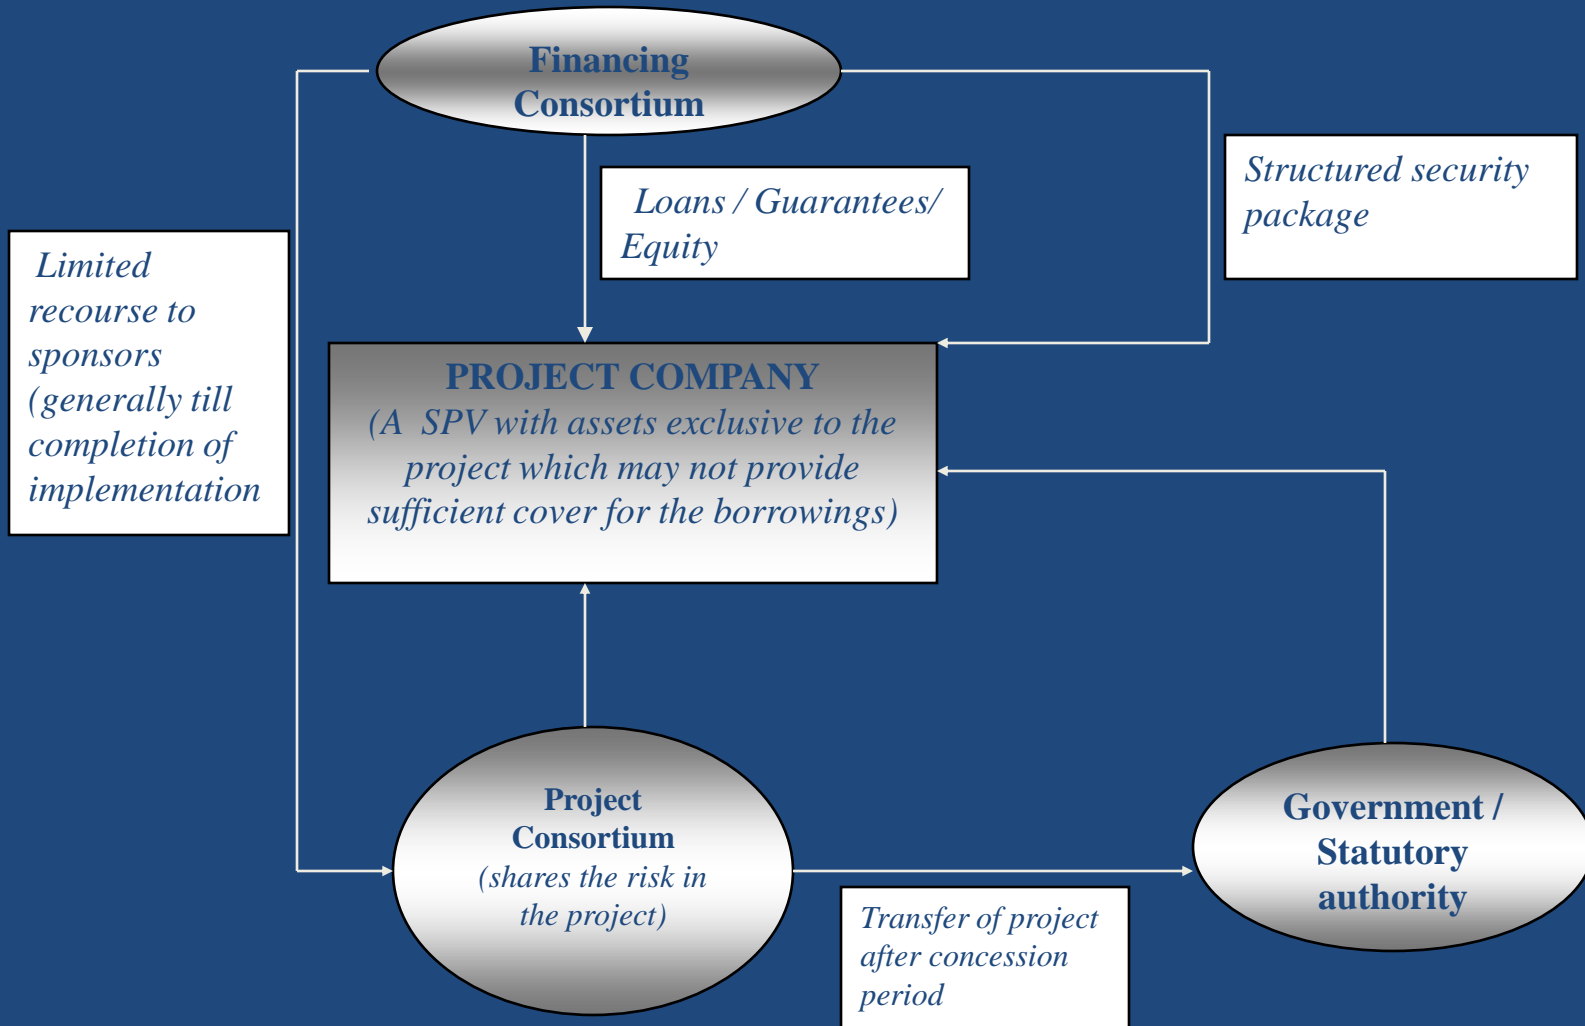 Financing
Consortium
Loans / Guarantees/
Equity
Structured security
package
Limited
recourse to
sponsors
(generally till
completion of
implementation
PROJECT COMPANY
(A SPV with assets exclusive to the
project which may not provide
sufficient cover for the borrowings)
Project
Consortium
(shares the risk in
the project)
Government /
Statutory
authority
Transfer of project
after concession
period